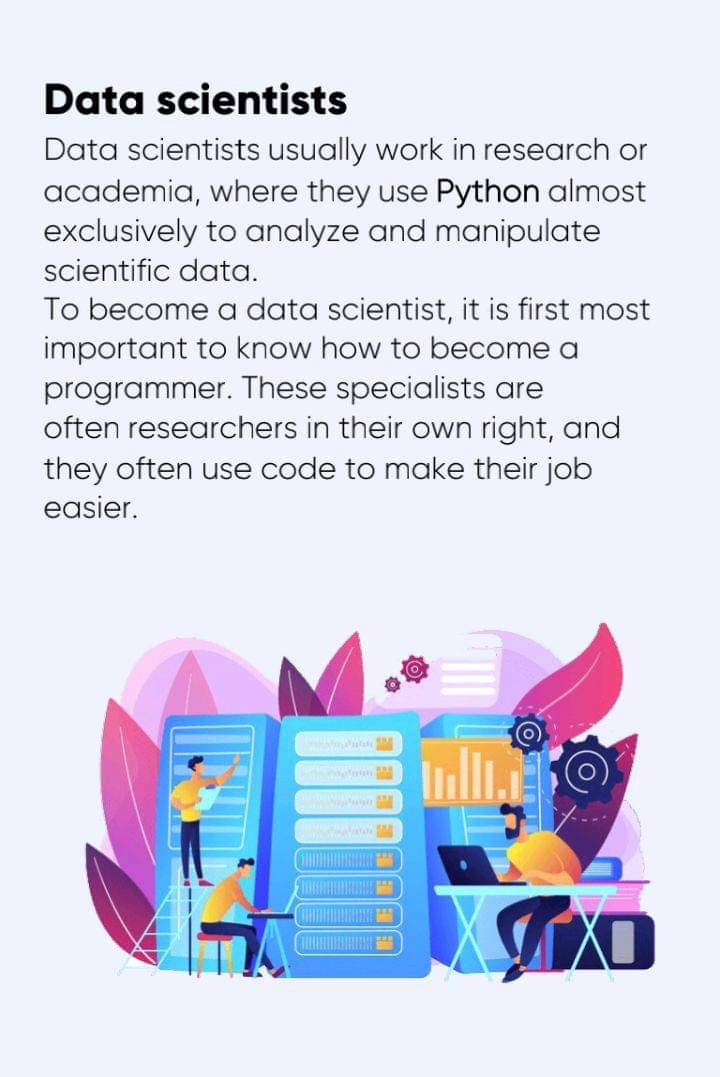 Data scientists
Data scientists usually work in research or
academia, where they use Python almost
exclusively to analyze and manipulate
scientific data.
To become a data scientist, it is first most
important to know how to become a
programmer. These specialists are
often researchers in their own right, and
they often use code to make their job
easier.